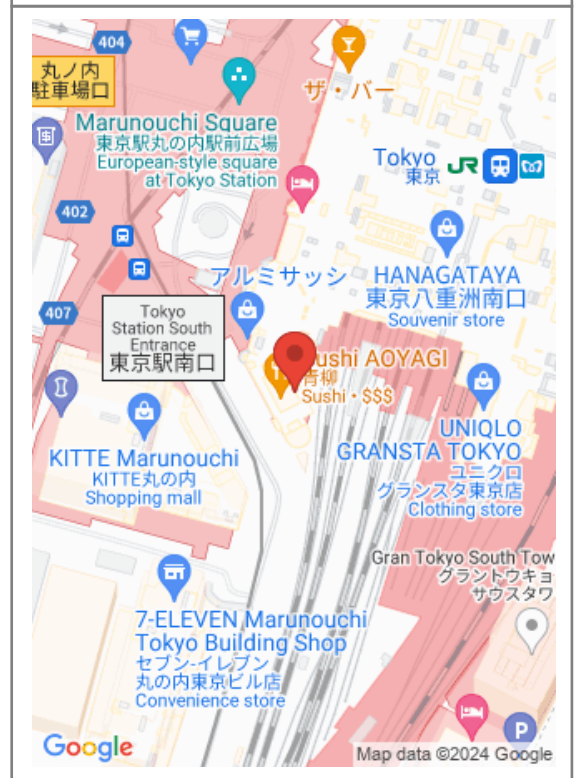 404
丸ノ内
駐車場口
ザ・バー
Marunouchi Square
東京駅丸の内駅前広場
European-style square
at Tokyo Station
Tokyo
東京
JR
402
アルミサッシ
HANAGATAYA
東京八重洲南口
Souvenir store
407
Tokyo
Station South
Entrance
東京駅南口
ushi AOYAGI
青柳
Sushi・$$$
UNIQLO
GRANSTA TOKYO
ユニクロ
グランスタ東京店
Clothing store
KITTE Marunouchi
KITTE丸の内
Shopping mall
Gran Tokyo South Tow
グラントウキョ
サウスタワ
7-ELEVEN Marunouchi
Tokyo Building Shop
セブン-イレブン
丸の内東京ビル店
Convenience store
P
Google
Map data ©2024 Google